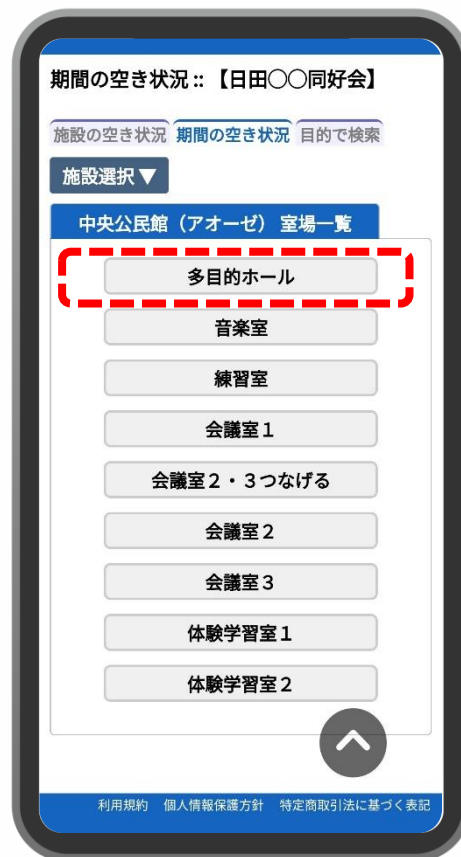 期間の空き状況 :: 【日田○○同好会】
施設の空き状況 期間の空き状況 目的で検索
施設選択▼
中央公民館（アオーゼ） 室場一覧
多目的ホール
音楽室
練習室
会議室１
会議室２・３つなげる
会議室２
会議室３
体験学習室１
体験学習室２
利用規約 個人情報保護方針 特定商取引法に基づく表記